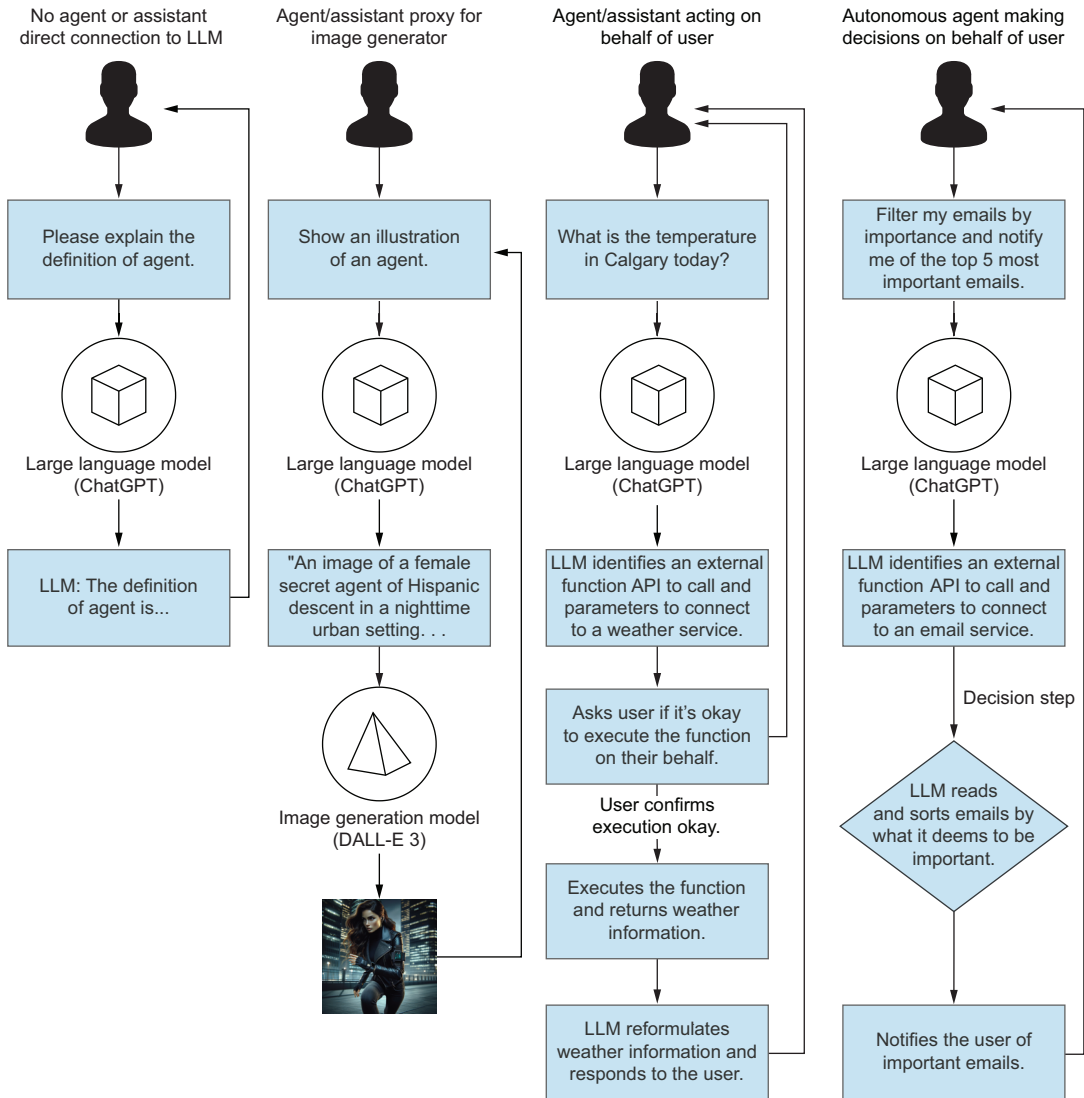 No agent or assistant
direct connection to LLM
Please explain the
definition of agent.
Large language model
(ChatGPT)
LLM: The definition
of agent is...
Agent/assistant proxy for
image generator
Show an illustration
of an agent.
Large language model
(ChatGPT)
"An image of a female
secret agent of Hispanic
descent in a nighttime
urban setting. . .
Image generation model
(DALL-E 3)
Agent/assistant acting on
behalf of user
What is the temperature
in Calgary today?
Large language model
(ChatGPT)
LLM identifies an external
function API to call and
parameters to connect
to a weather service.
Asks user if it’s okay
to execute the function
on their behalf.
User confirms
execution okay.
Executes the function
and returns weather
information.
LLM reformulates
weather information and
responds to the user.
Autonomous agent making
decisions on behalf of user
Filter my emails by
importance and notify
me of the top 5 most
important emails.
Large language model
(ChatGPT)
LLM identifies an external
function API to call and
parameters to connect
to an email service.
Decision step
LLM reads
and sorts emails by
what it deems to be
important.
Notifies the user of
important emails.